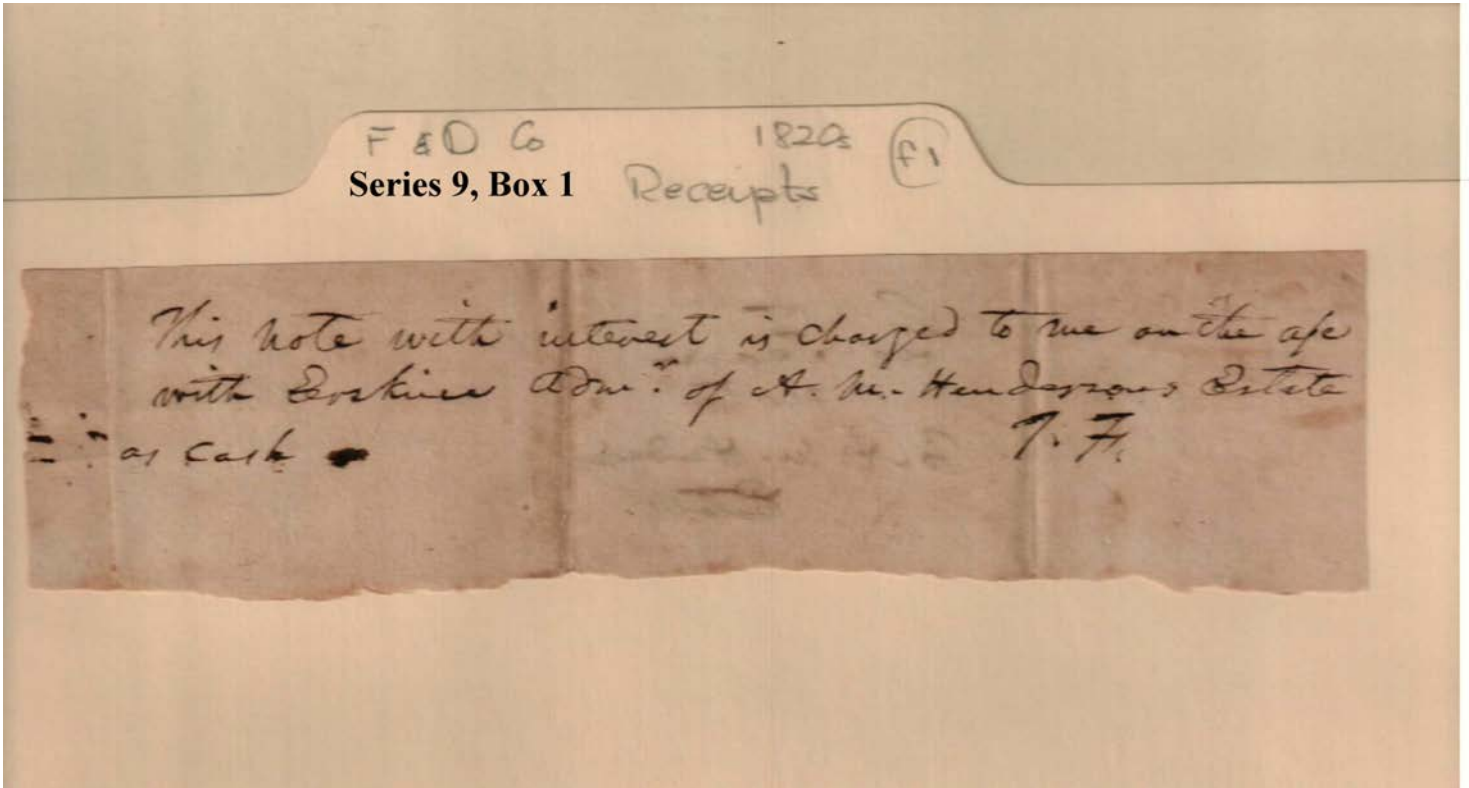 F & D Co 1820s f1
Series 9, Box 1 Receipts
This note with interest is charged to me on the a/c
with Erskine Admr. of A. M. Hendersons Estate
as Cash
T. F.